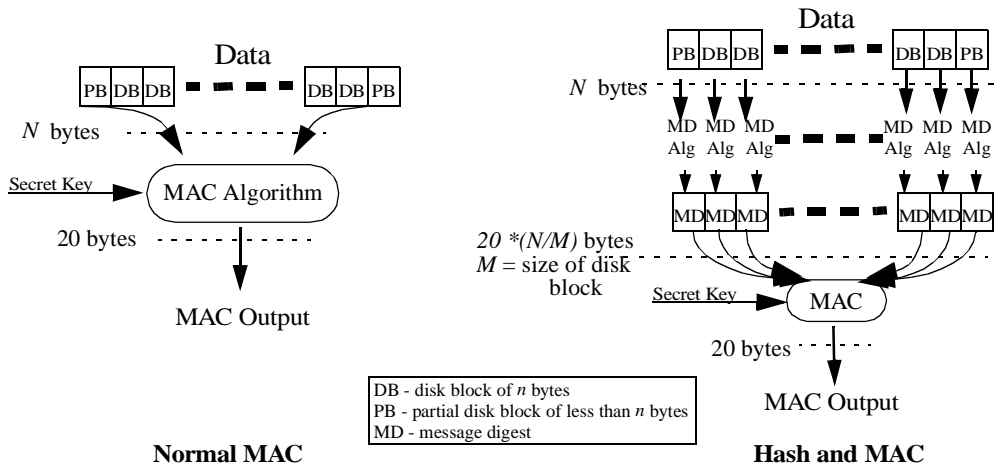 Data
PB DB DB DB DB PB
N bytes
Secret Key
MAC Algorithm
20 bytes
MAC Output
Normal MAC
Data
PB DB DB DB DB PB
N bytes
MD MD MD MD MD MD
Alg Alg Alg Alg Alg Alg
MD MD MD MD MD MD
20 *(N/M) bytes
M = size of disk
block
Secret Key
MAC
20 bytes
MAC Output
Hash and MAC
DB - disk block of n bytes
PB - partial disk block of less than n bytes
MD - message digest